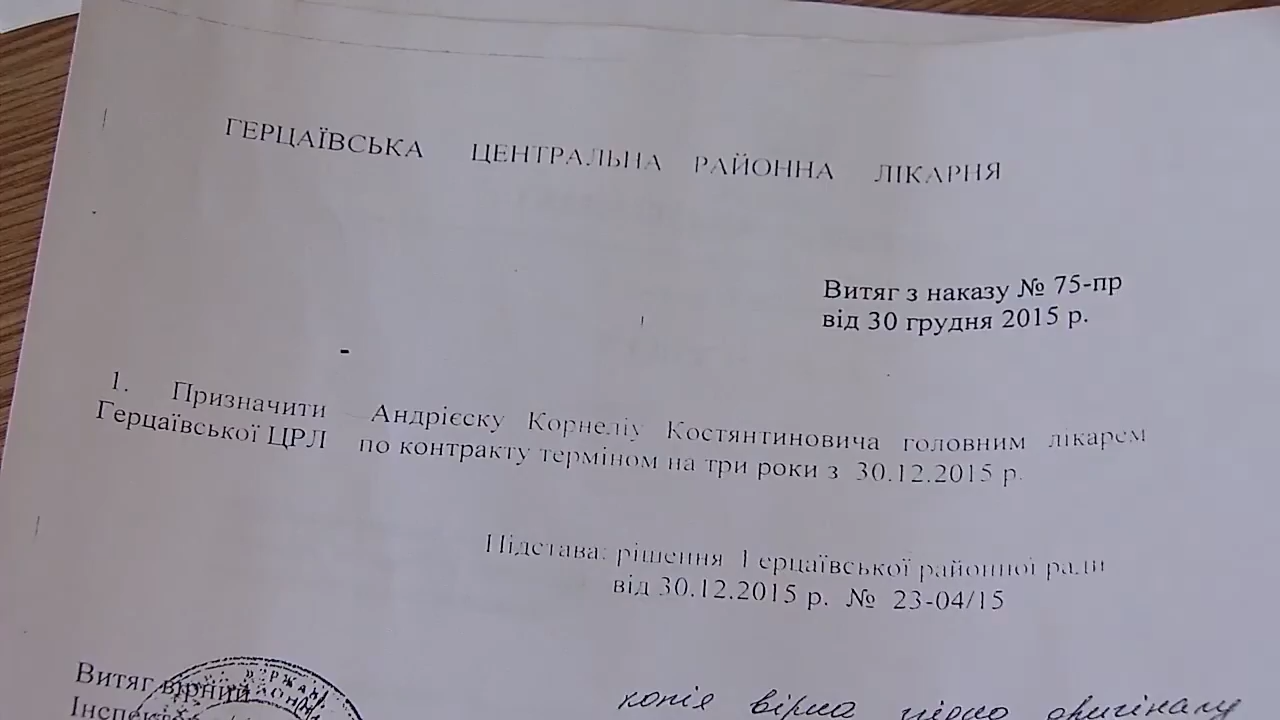 ГЕРЦАЇВСЬКА ЦЕНТРАЛЬНА РАЙОННА ЛІКАРНЯ
Витяг з наказу № 75-пр
від 30 грудня 2015 р.
1. Призначити Андрієску Корнеліу Костянтиновича головним лікарем
Герцаївської ЦРЛ по контракту терміном на три роки з 30.12.2015 р.
Підстава: рішення Герцаївської районної ради
від 30.12.2015 р. № 23-04/15
Витяг вірний
копія вірна оригіналу